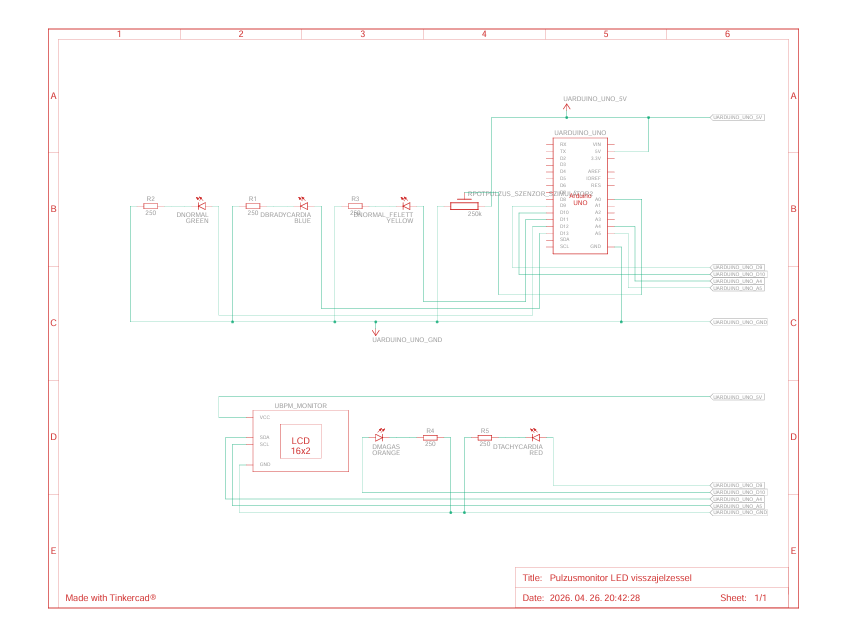 1 2 3 4 5 6
A A
UARDUINO_UNO_5V
UARDUINO_UNO_5V
UARDUINO_UNO
RX VIN
TX 5V
D2 3.3V
D3
D4 AREF
D5 IOREF
D6 RES
D8 A0
D9 A1
D10 A2
D11 A3
D12 A4
D13 A5
SDA
SCL GND
Arduino
UNO
B B
R2
250
DNORMAL
GREEN
R1
250
DBRADYCARDIA
BLUE
R3
250
DNORMAL_FELETT
YELLOW
RPOTPULZUS_SZENZOR_SZIMULATOR2
250k
UARDUINO_UNO_D9
UARDUINO_UNO_D10
UARDUINO_UNO_A4
UARDUINO_UNO_A5
C C
UARDUINO_UNO_GND
UARDUINO_UNO_GND
UARDUINO_UNO_5V
UBPM_MONITOR
VCC
SDA
SCL
GND
LCD
16x2
D D
DMAGAS
ORANGE
R4
250
R5
250
DTACHYCARDIA
RED
UARDUINO_UNO_D9
UARDUINO_UNO_D10
UARDUINO_UNO_A4
UARDUINO_UNO_A5
UARDUINO_UNO_GND
E E
Title: Pulzusmonitor LED visszajelzessel
Made with Tinkercad®
Date: 2026. 04. 26. 20:42:28 Sheet: 1/1